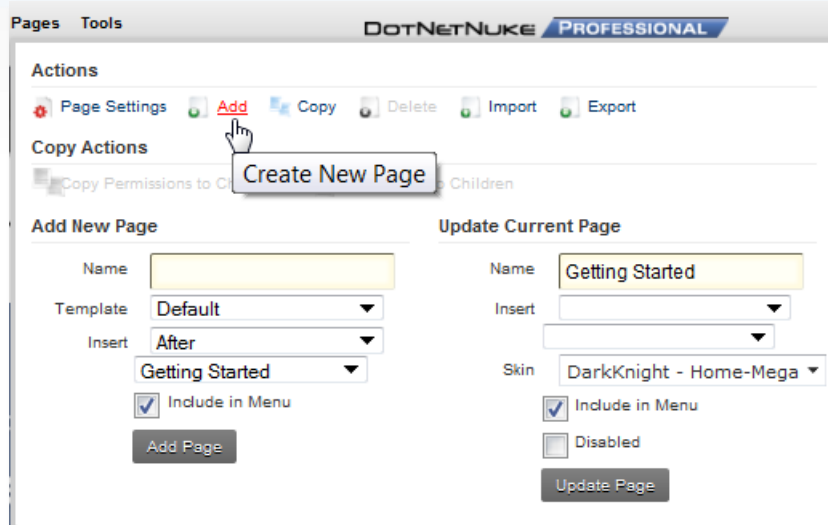 Pages Tools
DOTNETNUKE PROFESSIONAL
Actions
Page Settings Add Copy Delete Import Export
Copy Actions
Copy Permissions to Children
Create New Page
Add New Page
Name
Template Default
Insert After
Getting Started
Include in Menu
Add Page
Update Current Page
Name Getting Started
Insert
Skin DarkKnight - Home-Mega
Include in Menu
Disabled
Update Page